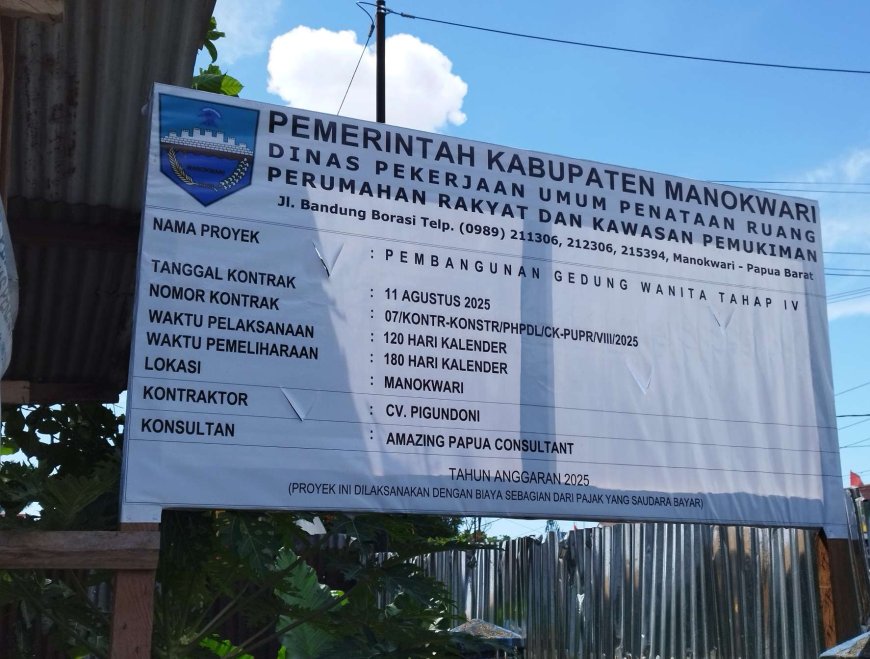 MANOKWARI
PEMERINTAH KABUPATEN MANOKWARI
DINAS PEKERJAAN UMUM PENATAAN RUANG
PERUMAHAN RAKYAT DAN KAWASAN PEMUKIMAN
Jl. Bandung Borasi Telp. (0989) 211306, 212306, 215394, Manokwari - Papua Barat
NAMA PROYEK : PEMBANGUNAN GEDUNG WANITA TAHAP IV
TANGGAL KONTRAK : 11 AGUSTUS 2025
NOMOR KONTRAK : 07/KONTR-KONSTR/PHPDL/CK-PUPR/VIII/2025
WAKTU PELAKSANAAN : 120 HARI KALENDER
WAKTU PEMELIHARAAN : 180 HARI KALENDER
LOKASI : MANOKWARI
KONTRAKTOR : CV. PIGUNDONI
KONSULTAN : AMAZING PAPUA CONSULTANT
TAHUN ANGGARAN 2025
(PROYEK INI DILAKSANAKAN DENGAN BIAYA SEBAGIAN DARI PAJAK YANG SAUDARA BAYAR)